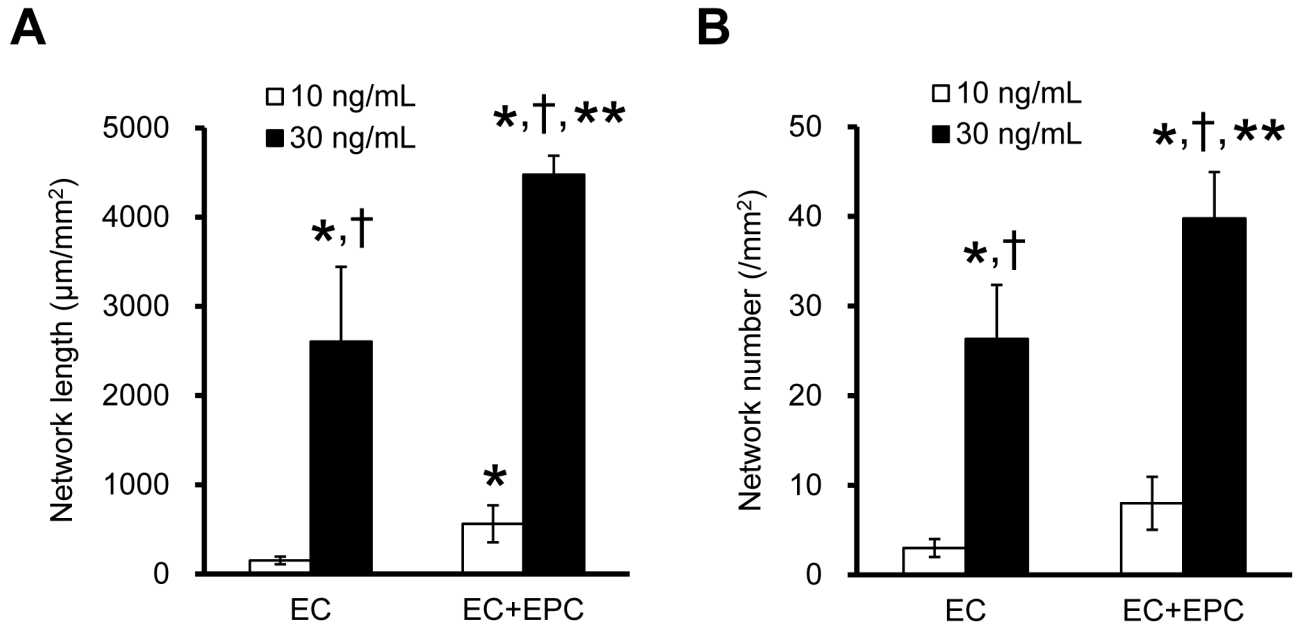 A
10 ng/mL
30 ng/mL
*,†,**
*,†
*
Network length (µm/mm²)
5000
4000
3000
2000
1000
0
EC
EC+EPC
B
10 ng/mL
30 ng/mL
*,†,**
*,†
Network number (/mm²)
50
40
30
20
10
0
EC
EC+EPC